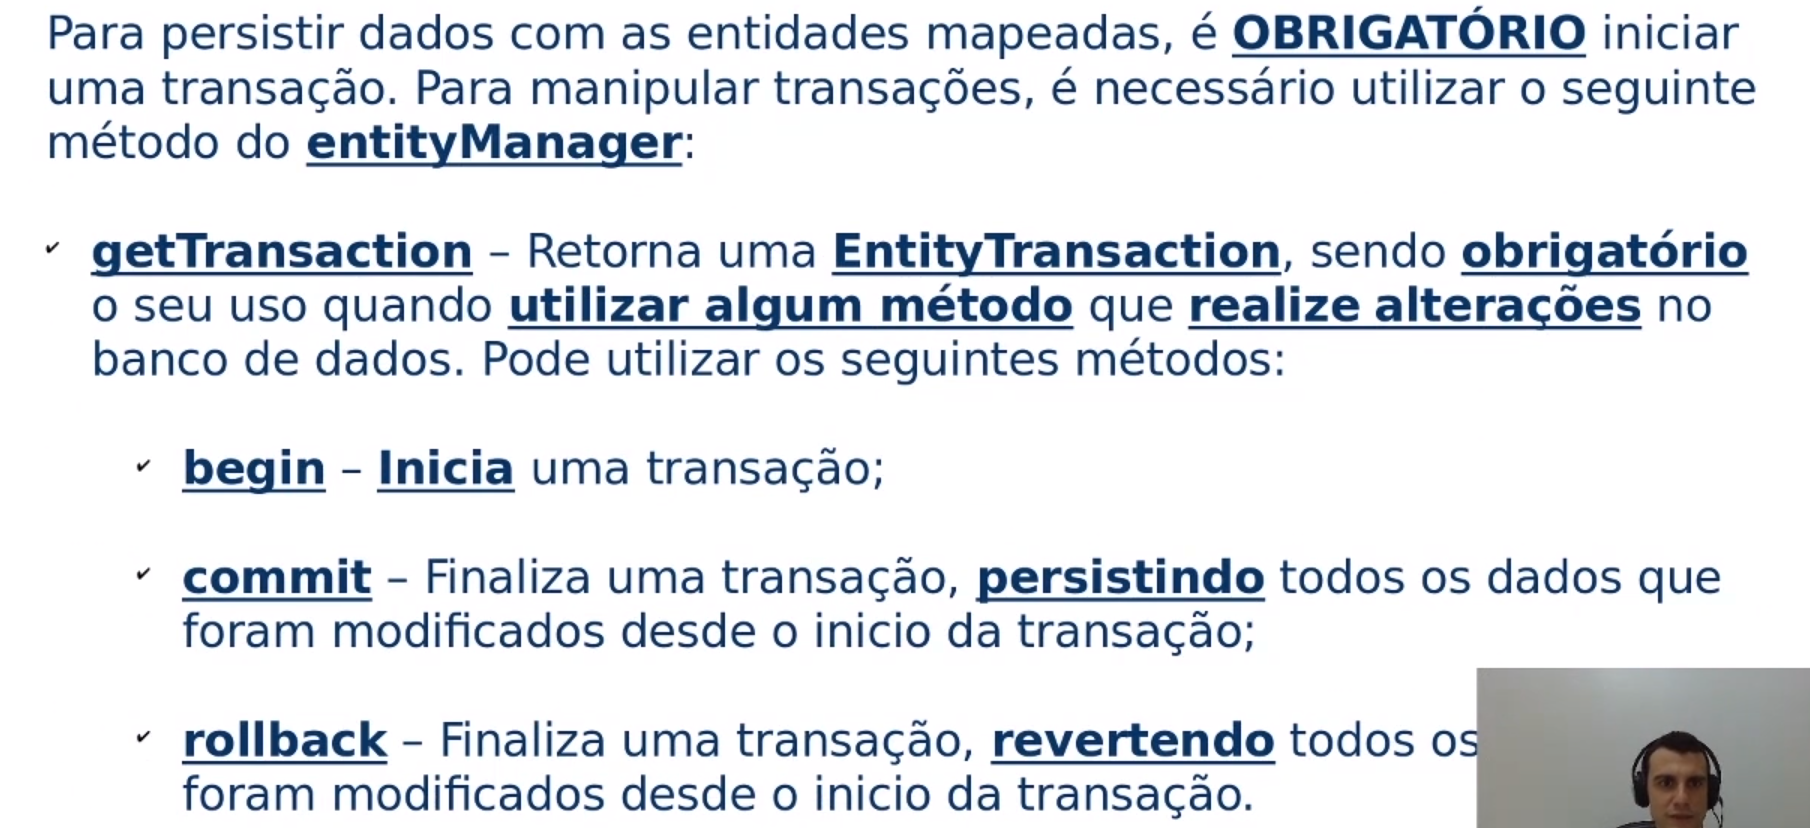 Para persistir dados com as entidades mapeadas, é OBRIGATÓRIO iniciar
uma transação. Para manipular transações, é necessário utilizar o seguinte
método do entityManager:
getTransaction – Retorna uma EntityTransaction, sendo obrigatório
o seu uso quando utilizar algum método que realize alterações no
banco de dados. Pode utilizar os seguintes métodos:
begin – Inicia uma transação;
commit – Finaliza uma transação, persistindo todos os dados que
foram modificados desde o inicio da transação;
rollback – Finaliza uma transação, revertendo todos os
foram modificados desde o inicio da transação.